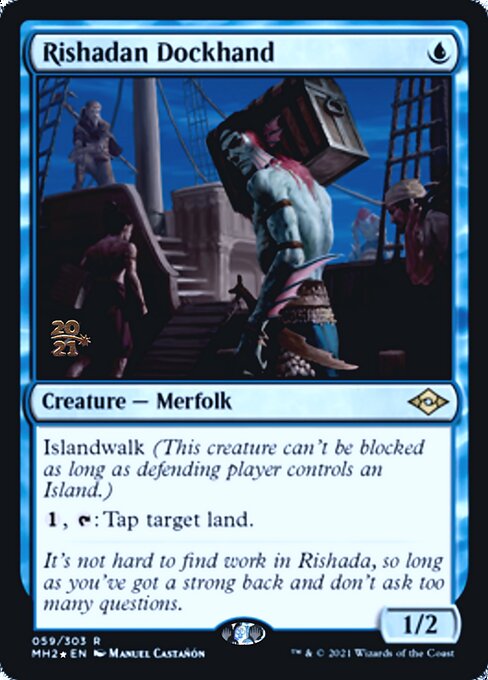 Rishadan Dockhand
20
21
Creature — Merfolk
Islandwalk (This creature can't be blocked
as long as defending player controls an
Island.)
1, T: Tap target land.
It's not hard to find work in Rishada, so long
as you've got a strong back and don't ask too
many questions.
1/2
059/303 R
MH2★EN Manuel Castañón
™ & © 2021 Wizards of the Coast